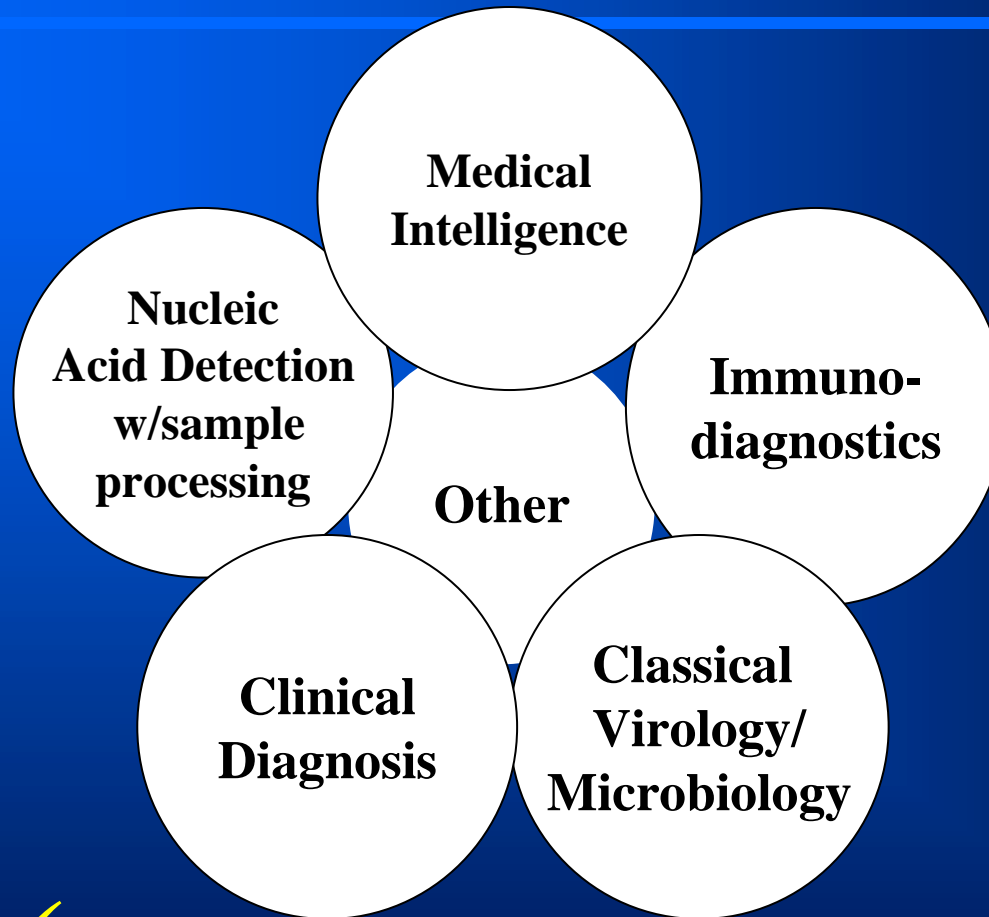 Medical
Intelligence
Nucleic
Acid Detection
w/sample
processing
Immuno-
diagnostics
Other
Clinical
Diagnosis
Classical
Virology/
Microbiology